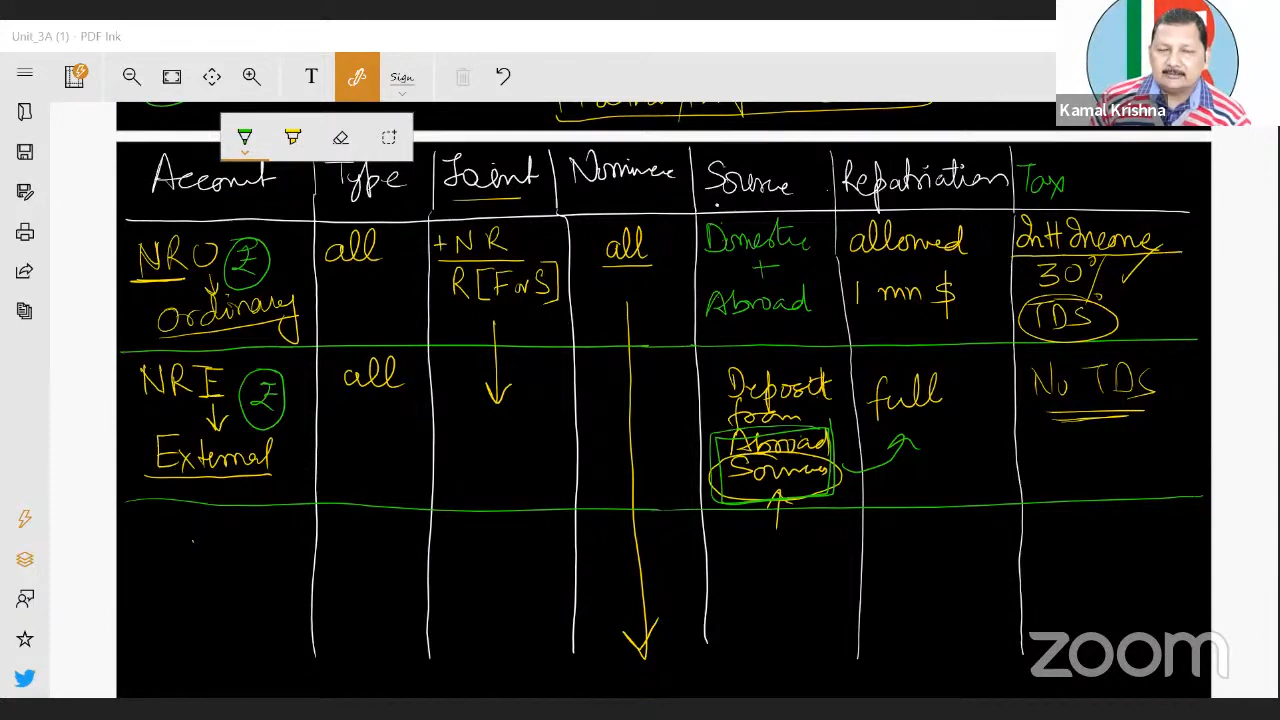 Unit_3A (1) - PDF Ink
T
Sign
Kamal Krishna
Account Type Joint Nominee Source Repatriation Tax
NRO ₹ all + NR all Domestic allowed Int Income
Ordinary R [F or S] + 1 mn $ 30%
Abroad TDS
NRE ₹ all Deposit full No TDS
External from
Abroad
Sources
zoom